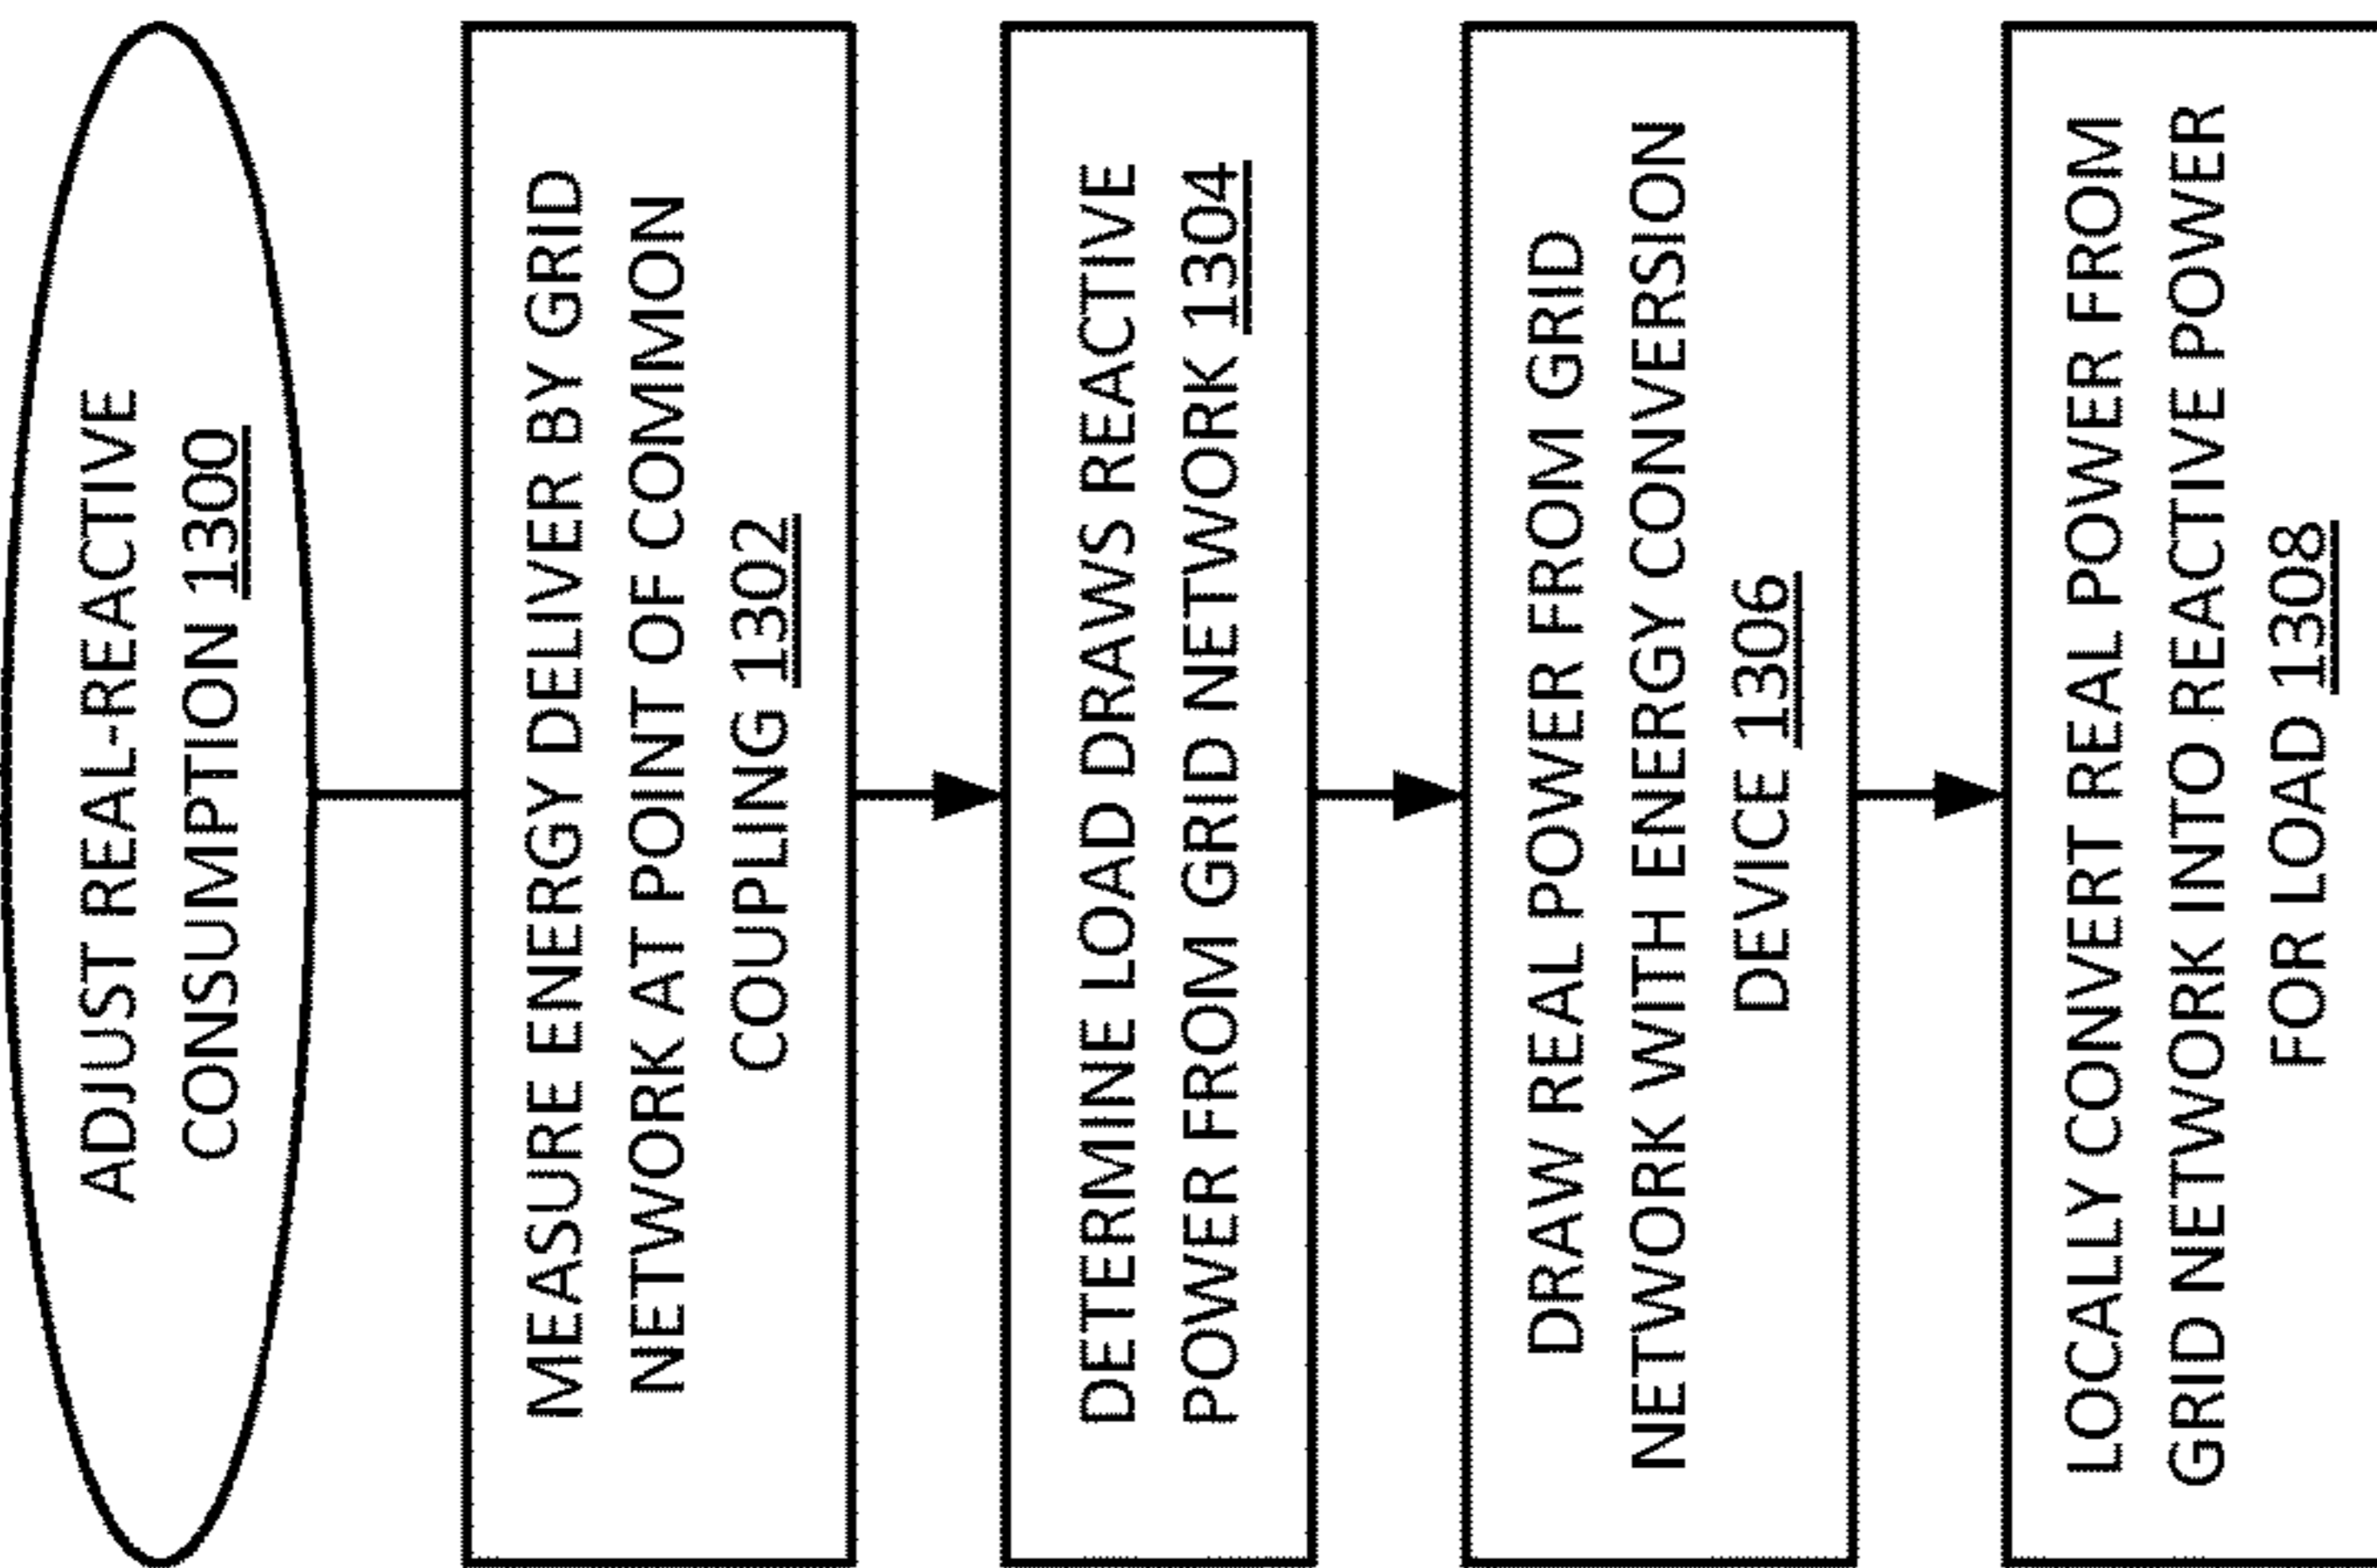 ADJUST REAL-REACTIVE
CONSUMPTION 1300
MEASURE ENERGY DELIVER BY GRID
NETWORK AT POINT OF COMMON
COUPLING 1302
DETERMINE LOAD DRAWS REACTIVE
POWER FROM GRID NETWORK 1304
DRAW REAL POWER FROM GRID
NETWORK WITH ENERGY CONVERSION
DEVICE 1306
LOCALLY CONVERT REAL POWER FROM
GRID NETWORK INTO REACTIVE POWER
FOR LOAD 1308